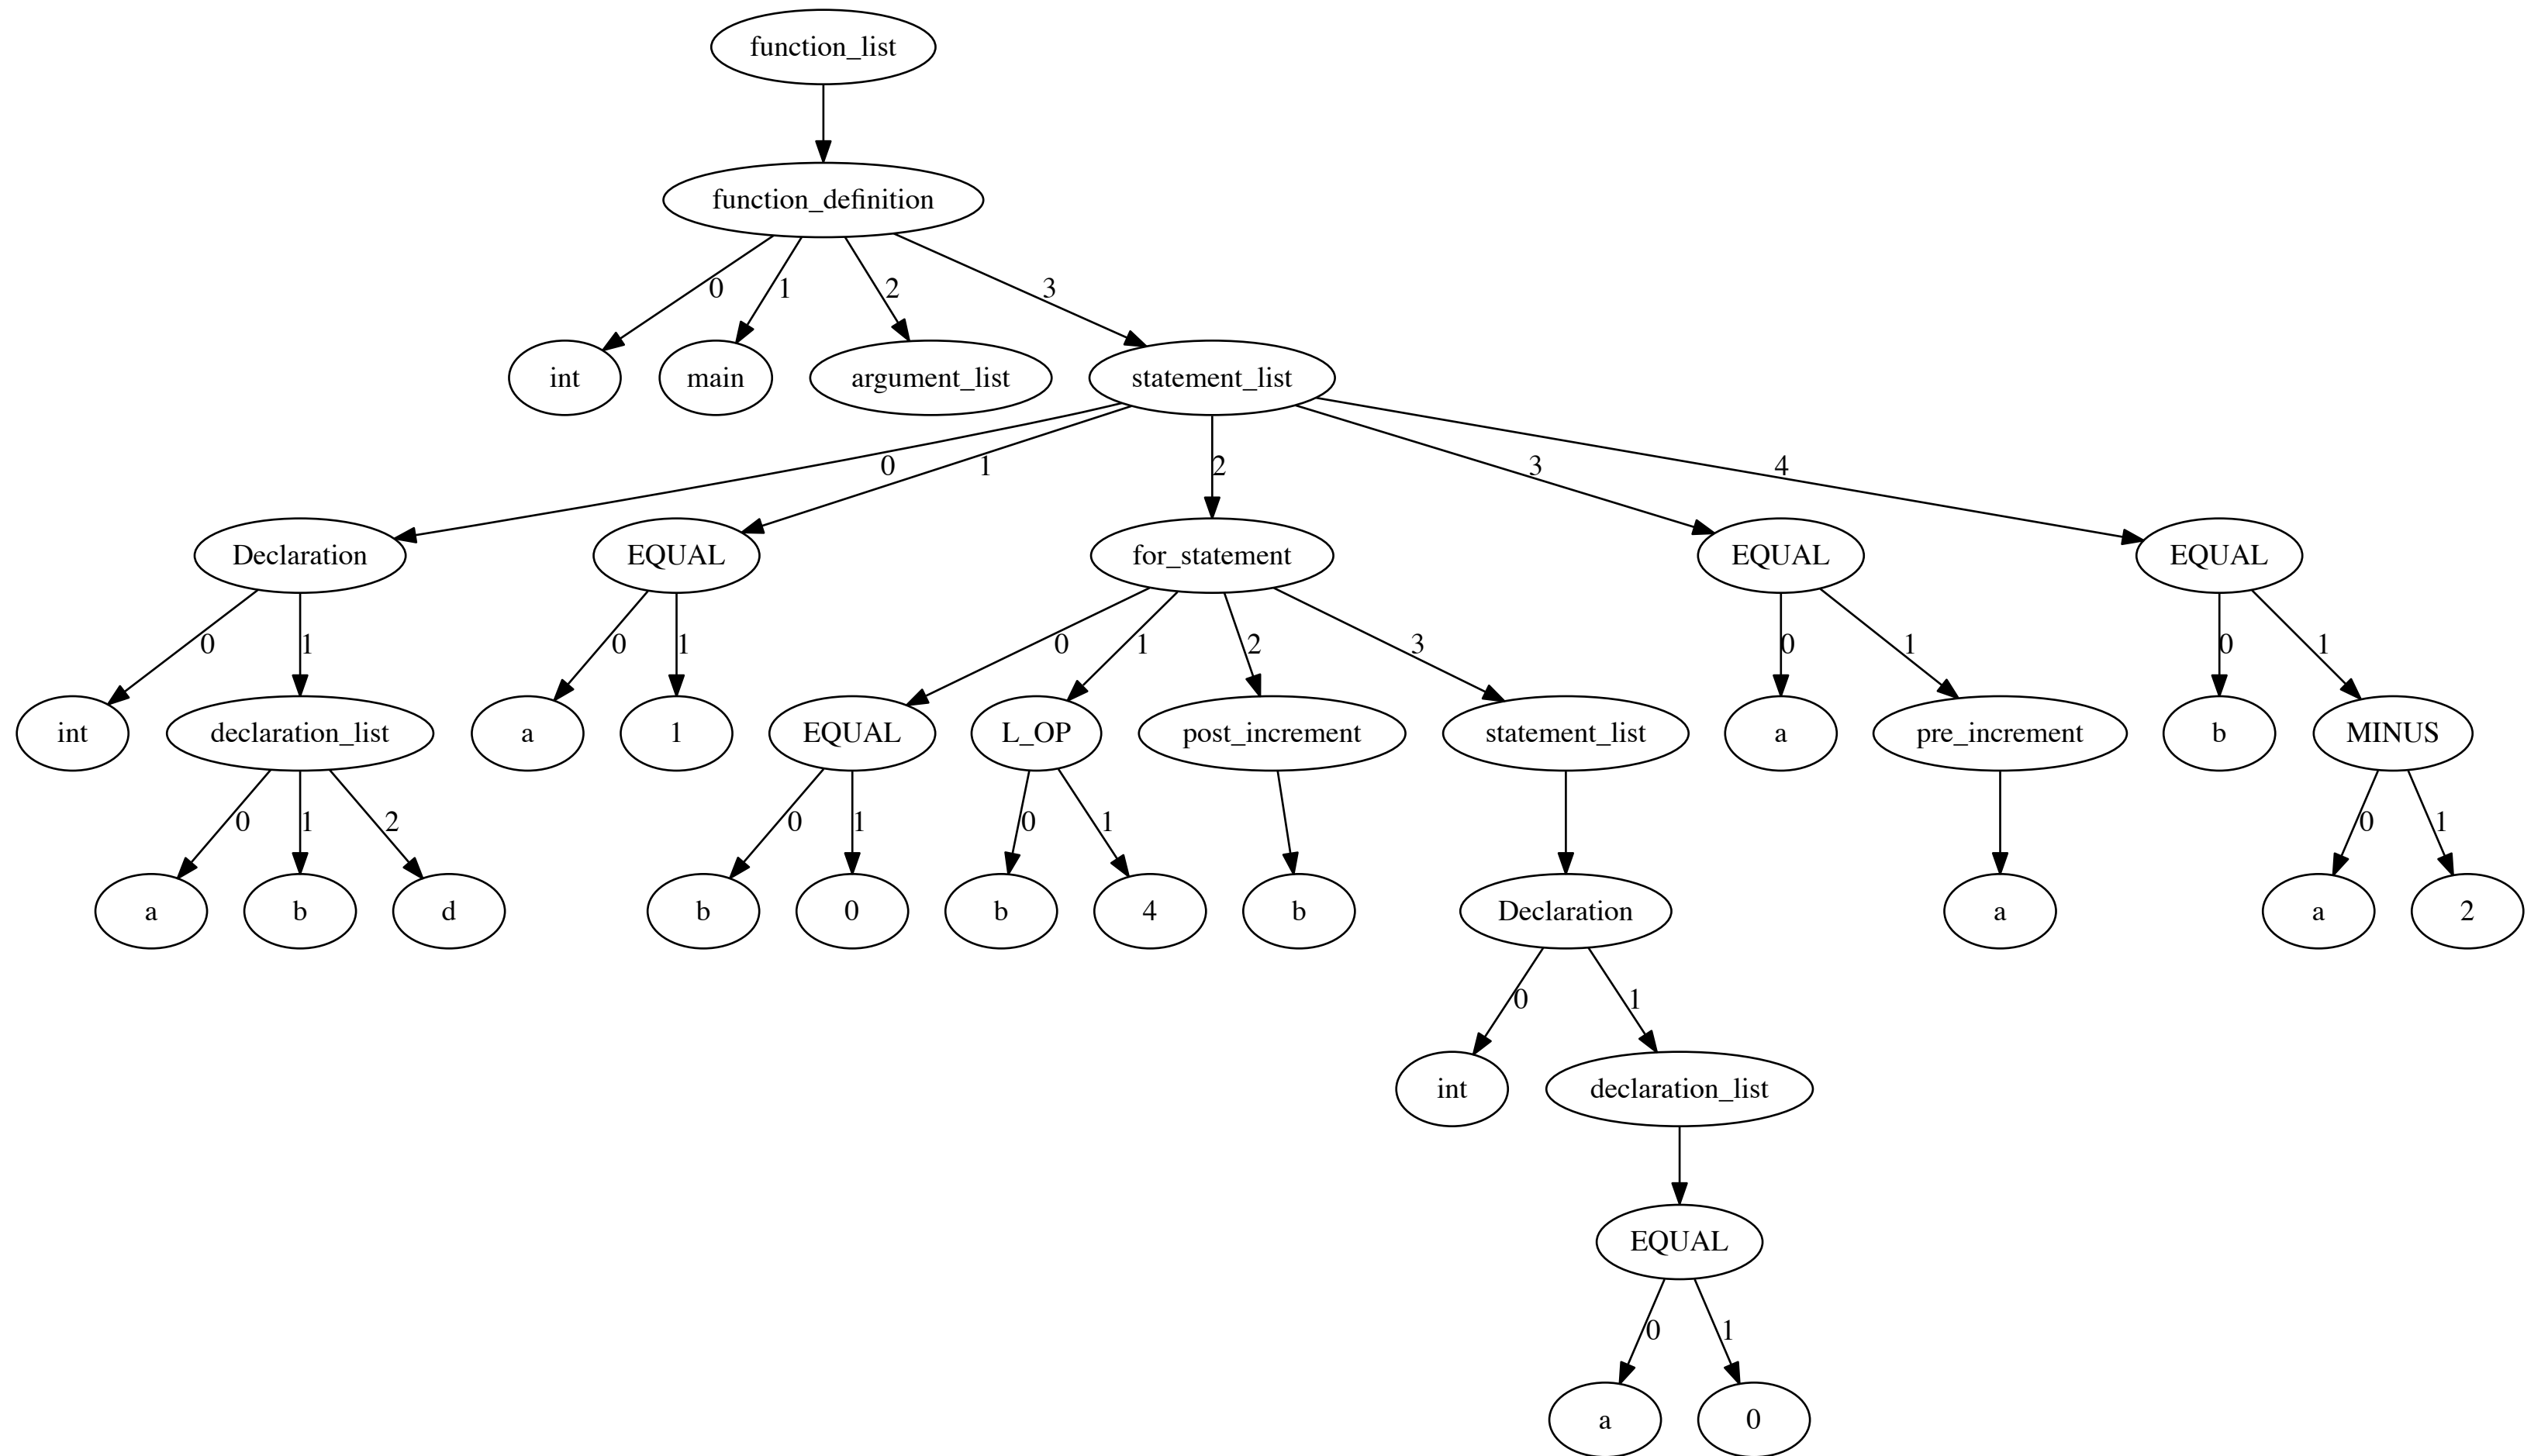 function_list
function_definition
0 1 2 3
int main argument_list statement_list
0 1 2 3 4
Declaration EQUAL for_statement EQUAL EQUAL
0 1 0 1 0 1 2 3 0 1 0 1
int declaration_list a 1 EQUAL L_OP post_increment statement_list a pre_increment b MINUS
0 1 2 0 1 0 1 0 1
a b d b 0 b 4 b Declaration a a 2
0 1
int declaration_list
EQUAL
0 1
a 0